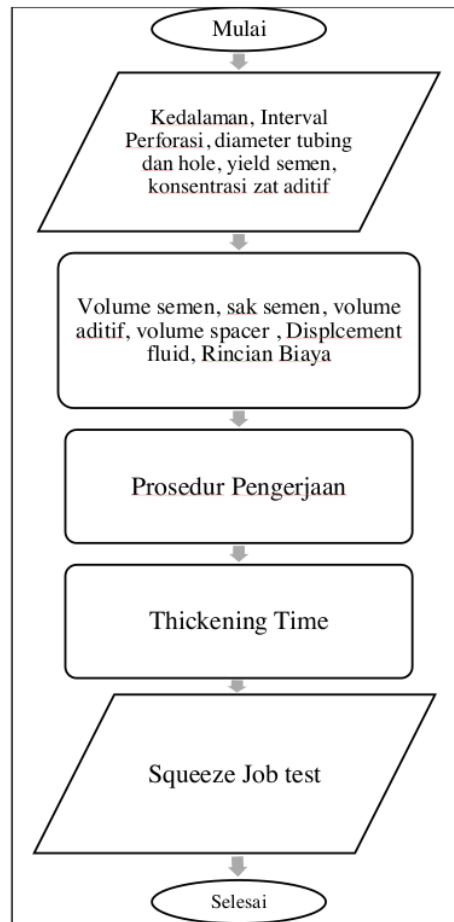 Mulai
Kedalaman, Interval
Perforasi, diameter tubing
dan hole, yield semen,
konsentrasi zat aditif
Volume semen, sak semen, volume
aditif, volume spacer , Displcement
fluid, Rincian Biaya
Prosedur Pengerjaan
Thickening Time
Squeeze Job test
Selesai